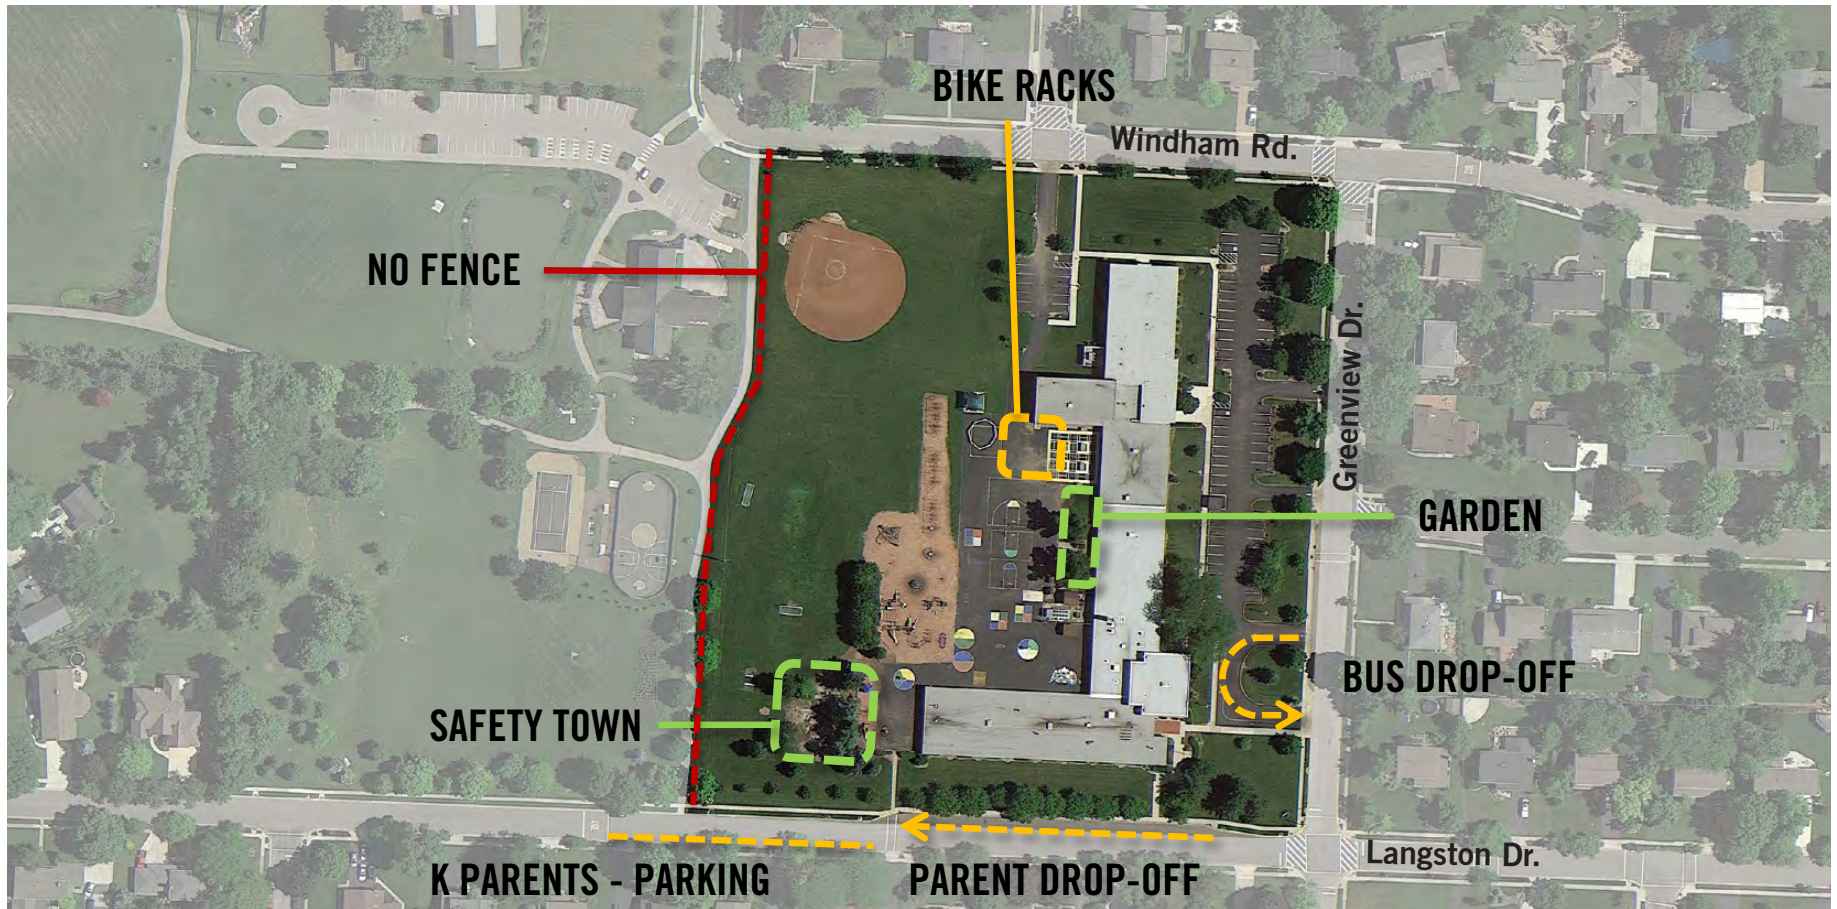 BIKE RACKS
Windham Rd.
NO FENCE
Greenview Dr.
GARDEN
BUS DROP-OFF
SAFETY TOWN
Langston Dr.
K PARENTS - PARKING
PARENT DROP-OFF